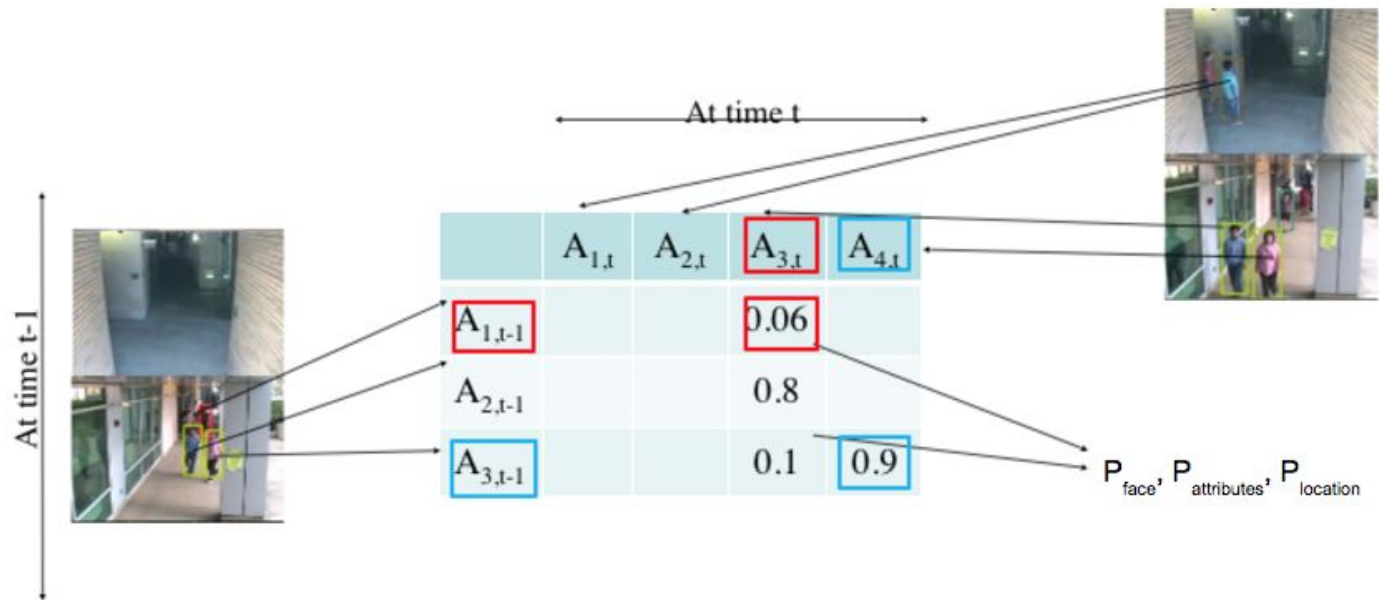 At time t
At time t-1
A1,t A2,t A3,t A4,t
A1,t-1 0.06
A2,t-1 0.8
A3,t-1 0.1 0.9
Pface, Pattributes, Plocation